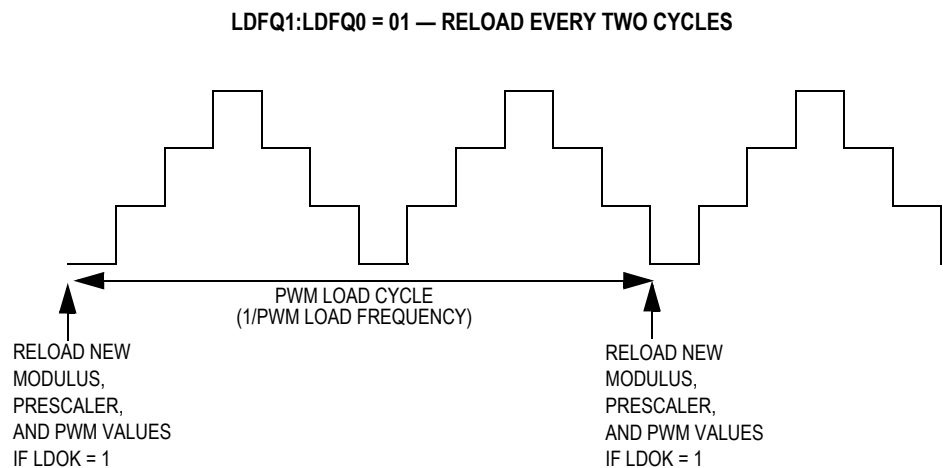 LDFQ1:LDFQ0 = 01 — RELOAD EVERY TWO CYCLES
PWM LOAD CYCLE
(1/PWM LOAD FREQUENCY)
RELOAD NEW
MODULUS,
PRESCALER,
AND PWM VALUES
IF LDOK = 1
RELOAD NEW
MODULUS,
PRESCALER,
AND PWM VALUES
IF LDOK = 1